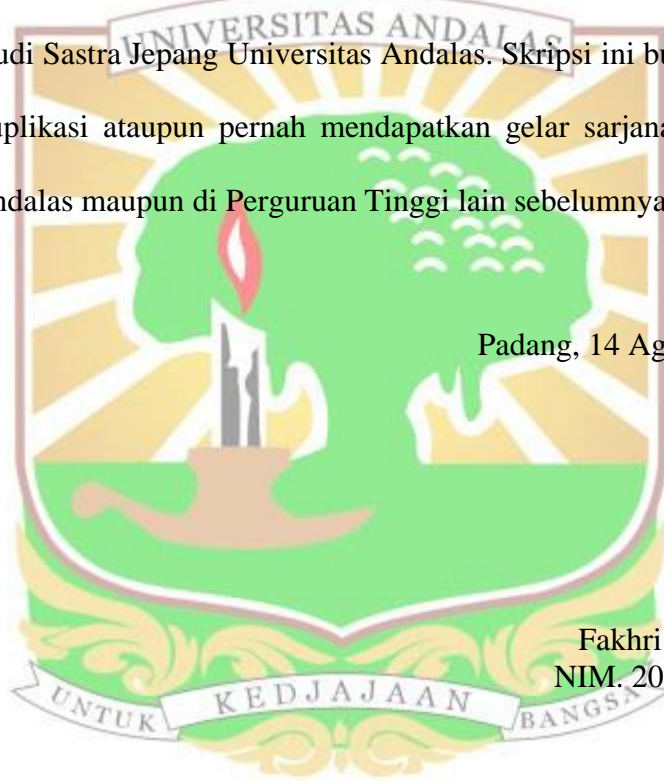 UNIVERSITAS ANDALAS
udi Sastra Jepang Universitas Andalas. Skripsi ini bu
uplikasi ataupun pernah mendapatkan gelar sarjana
ndalas maupun di Perguruan Tinggi lain sebelumnya
Padang, 14 Ag
Fakhri
NIM. 20
UNTUK KEDJAJAAN BANGSA